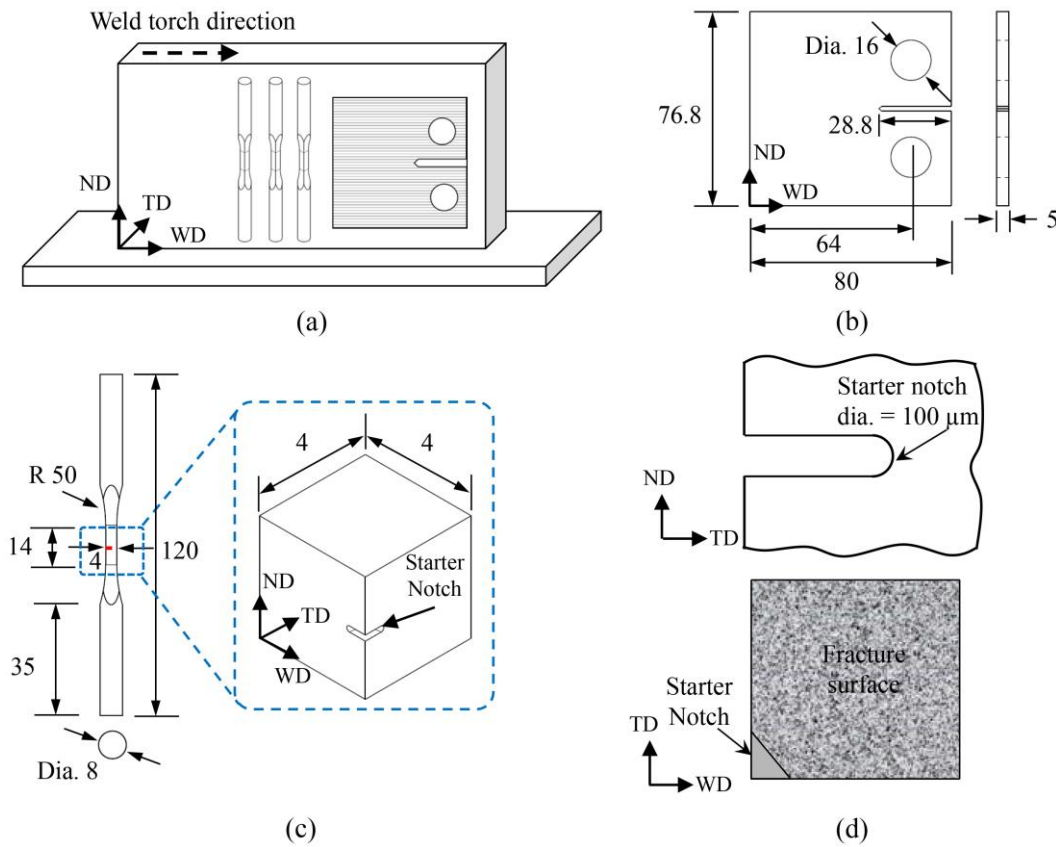 Weld torch direction
ND
TD
WD
(a)
Dia. 16
76.8
28.8
ND
WD
64
80
5
(b)
R 50
14
4
120
35
Dia. 8
4
4
Starter
Notch
ND
TD
WD
(c)
Starter notch
dia. = 100 µm
ND
TD
Fracture
surface
Starter
Notch
TD
WD
(d)